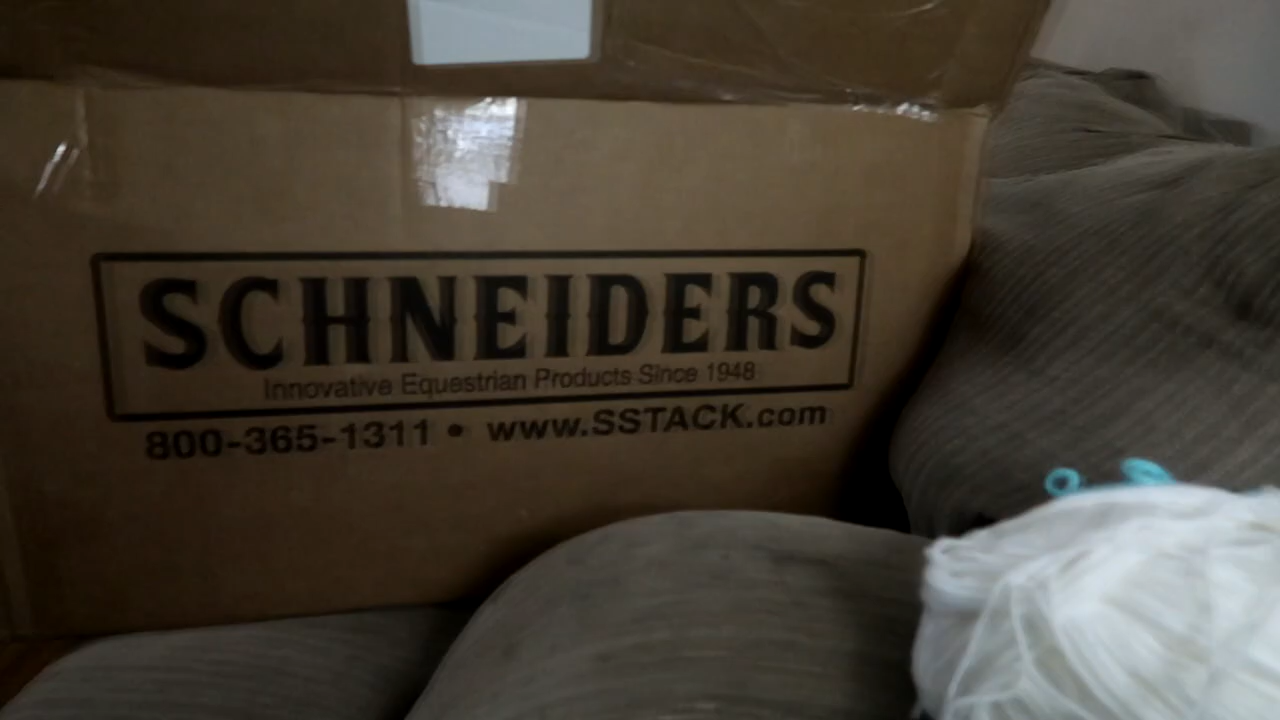 SCHNEIDERS
Innovative Equestrian Products Since 1948
800-365-1311 • www.SSTACK.com